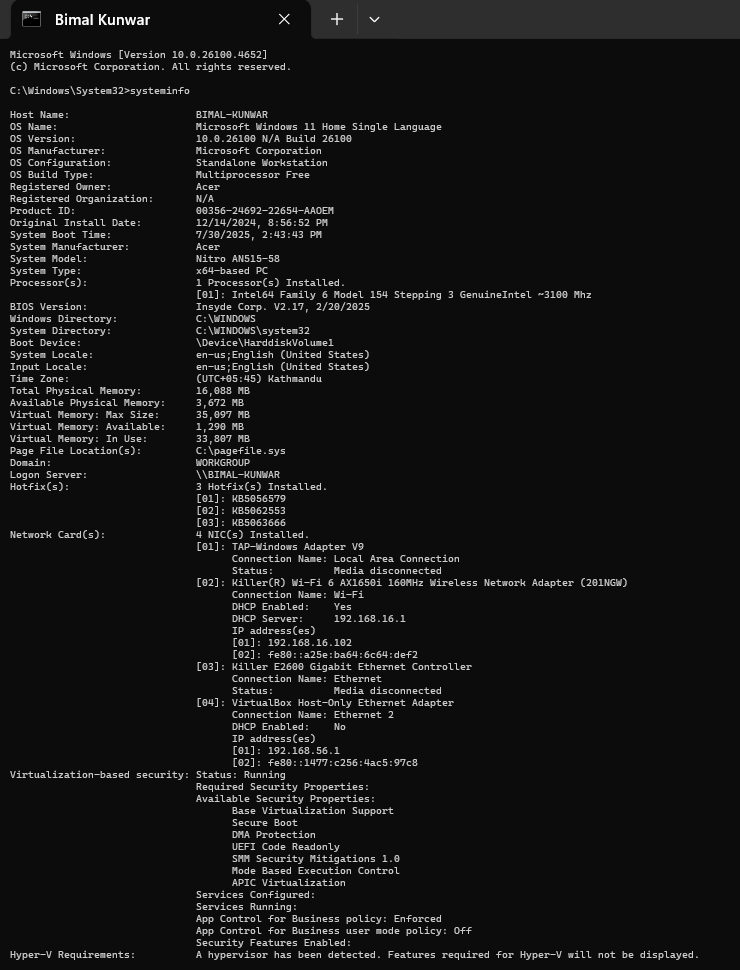 Bimal Kunwar
Microsoft Windows [Version 10.0.26100.4652]
(c) Microsoft Corporation. All rights reserved.
C:\Windows\System32>systeminfo
Host Name: BIMAL-KUNWAR
OS Name: Microsoft Windows 11 Home Single Language
OS Version: 10.0.26100 N/A Build 26100
OS Manufacturer: Microsoft Corporation
OS Configuration: Standalone Workstation
OS Build Type: Multiprocessor Free
Registered Owner: Acer
Registered Organization: N/A
Product ID: 00356-24692-22654-AAOEM
Original Install Date: 12/14/2024, 8:56:52 PM
System Boot Time: 7/30/2025, 2:43:43 PM
System Manufacturer: Acer
System Model: Nitro AN515-58
System Type: x64-based PC
Processor(s): 1 Processor(s) Installed.
[01]: Intel64 Family 6 Model 154 Stepping 3 GenuineIntel ~3100 Mhz
BIOS Version: Insyde Corp. V2.17, 2/20/2025
Windows Directory: C:\WINDOWS
System Directory: C:\WINDOWS\system32
Boot Device: \Device\HarddiskVolume1
System Locale: en-us;English (United States)
Input Locale: en-us;English (United States)
Time Zone: (UTC+05:45) Kathmandu
Total Physical Memory: 16,088 MB
Available Physical Memory: 3,672 MB
Virtual Memory: Max Size: 35,097 MB
Virtual Memory: Available: 1,290 MB
Virtual Memory: In Use: 33,807 MB
Page File Location(s): C:\pagefile.sys
Domain: WORKGROUP
Logon Server: \\BIMAL-KUNWAR
Hotfix(s): 3 Hotfix(s) Installed.
[01]: KB5056579
[02]: KB5062553
[03]: KB5063666
Network Card(s): 4 NIC(s) Installed.
[01]: TAP-Windows Adapter V9
Connection Name: Local Area Connection
Status: Media disconnected
[02]: Killer(R) Wi-Fi 6 AX1650i 160MHz Wireless Network Adapter (201NGW)
Connection Name: Wi-Fi
DHCP Enabled: Yes
DHCP Server: 192.168.16.1
IP address(es)
[01]: 192.168.16.102
[02]: fe80::a25e:ba64:6c64:def2
[03]: Killer E2600 Gigabit Ethernet Controller
Connection Name: Ethernet
Status: Media disconnected
[04]: VirtualBox Host-Only Ethernet Adapter
Connection Name: Ethernet 2
DHCP Enabled: No
IP address(es)
[01]: 192.168.56.1
[02]: fe80::1477:c256:4ac5:97c8
Virtualization-based security: Status: Running
Required Security Properties:
Available Security Properties:
Base Virtualization Support
Secure Boot
DMA Protection
UEFI Code Readonly
SMM Security Mitigations 1.0
Mode Based Execution Control
APIC Virtualization
Services Configured:
Services Running:
App Control for Business policy: Enforced
App Control for Business user mode policy: Off
Security Features Enabled:
Hyper-V Requirements: A hypervisor has been detected. Features required for Hyper-V will not be displayed.